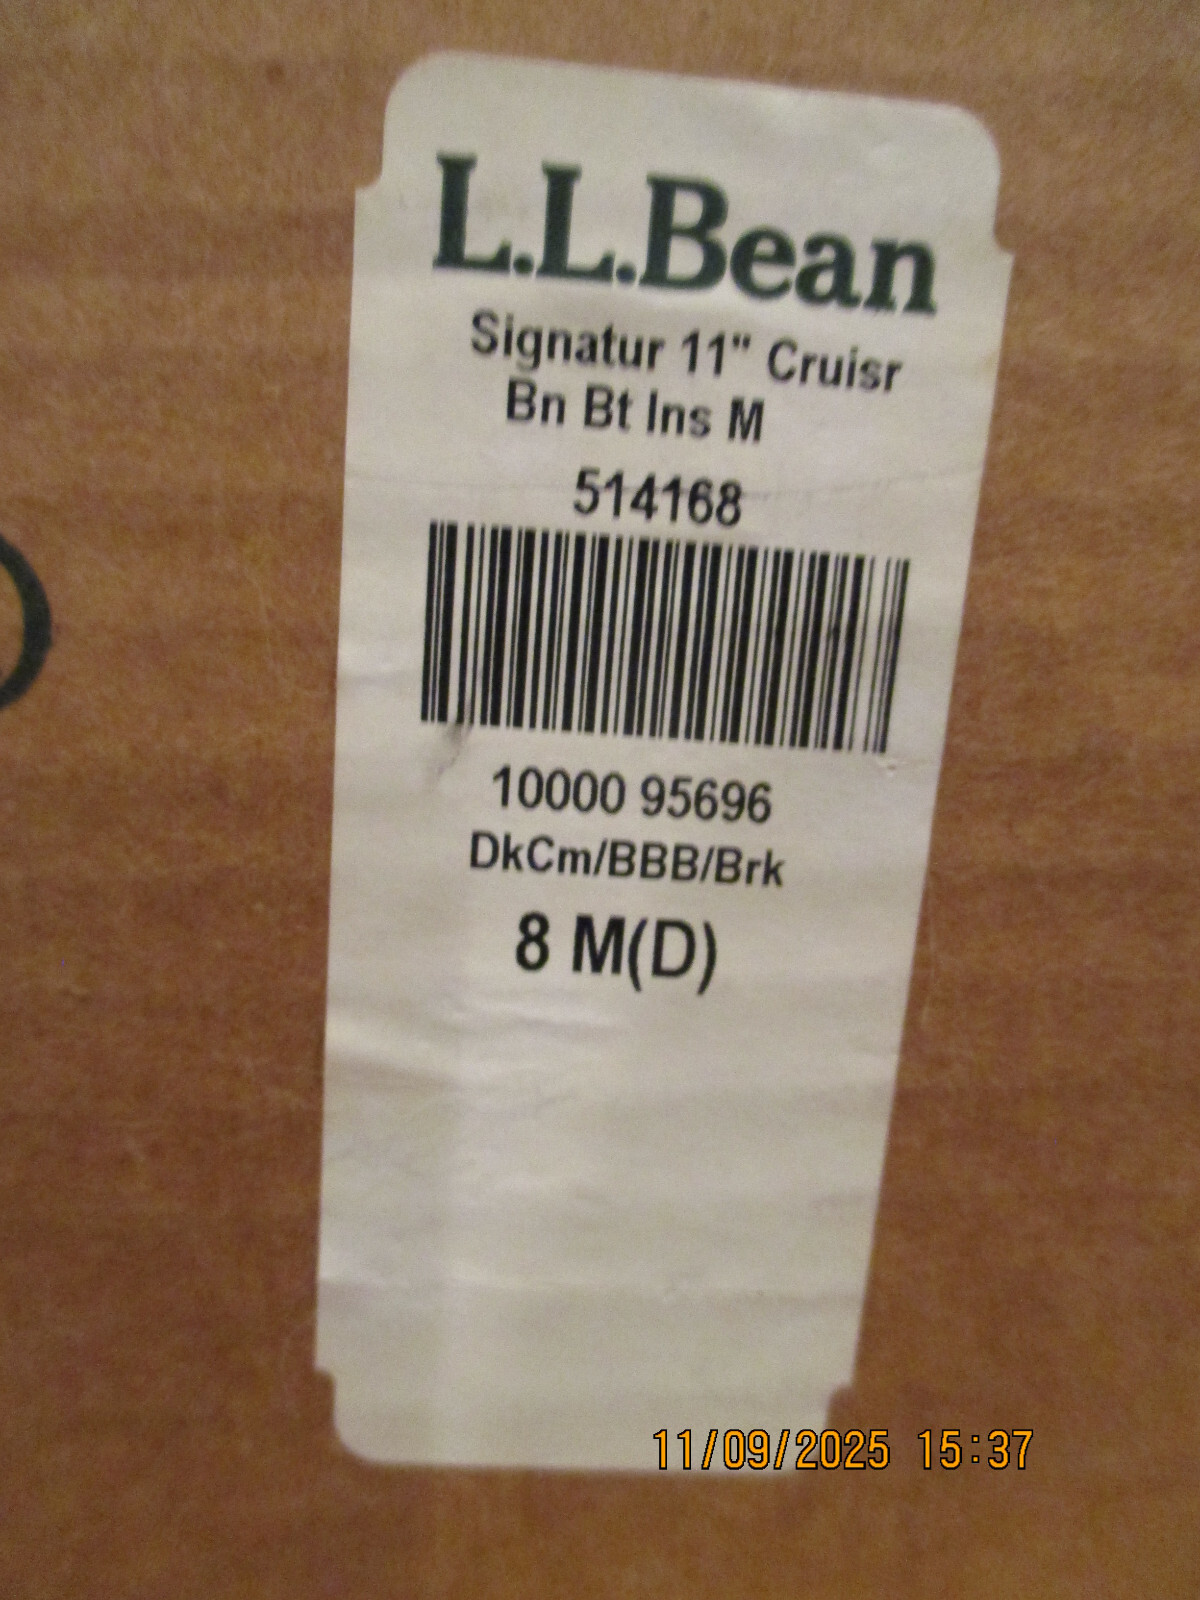 L.L.Bean
Signatur 11" Cruisr
Bn Bt Ins M
514168
10000 95696
DkCm/BBB/Brk
8 M(D)
11/09/2025 15:37